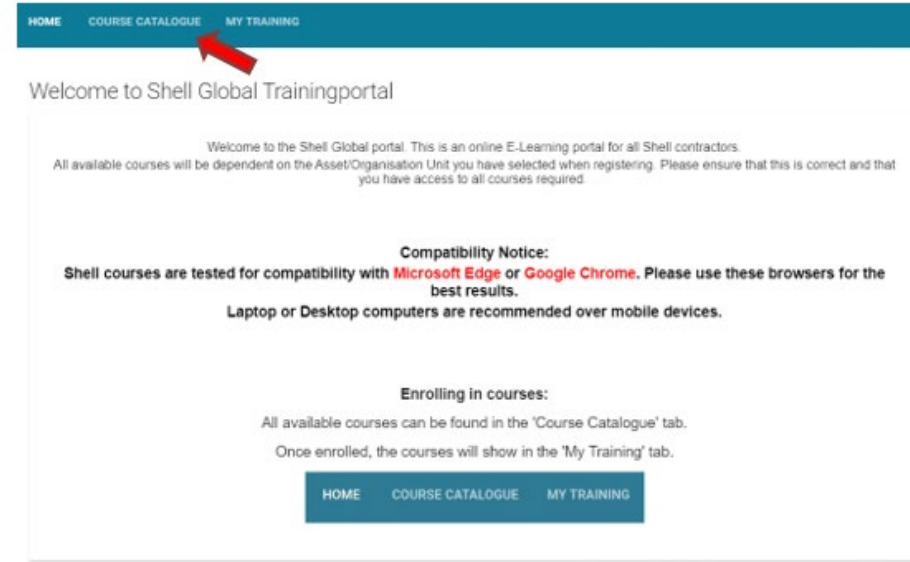 HOME COURSE CATALOGUE MY TRAINING
Welcome to Shell Global Trainingportal
Welcome to the Shell Global portal. This is an online E-Learning portal for all Shell contractors.
All available courses will be dependent on the Asset/Organisation Unit you have selected when registering. Please ensure that this is correct and that
you have access to all courses required.
Compatibility Notice:
Shell courses are tested for compatibility with Microsoft Edge or Google Chrome. Please use these browsers for the
best results.
Laptop or Desktop computers are recommended over mobile devices.
Enrolling in courses:
All available courses can be found in the 'Course Catalogue' tab.
Once enrolled, the courses will show in the 'My Training' tab.
HOME COURSE CATALOGUE MY TRAINING